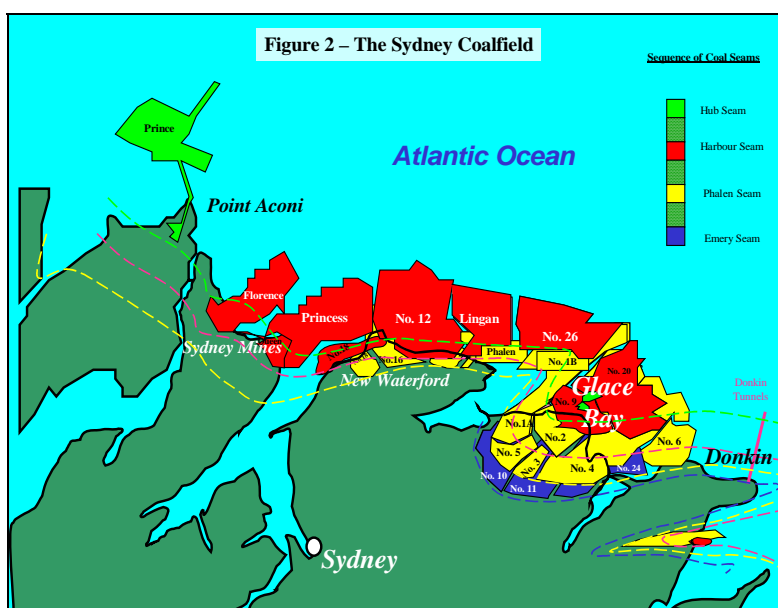 Figure 2 – The Sydney Coalfield
Sequence of Coal Seams
Hub Seam
Harbour Seam
Phalen Seam
Emery Seam
Prince
Atlantic Ocean
Point Aconi
Florence
Princess
No. 12
Lingan
No. 26
Sydney Mines
No.16
Phalen
No. 1B
New Waterford
No. 20
Glace
Bay
No. 9
Donkin
Tunnels
No.1A
No.2
No. 6
No. 5
No. 3
No. 4
No. 24
Donkin
No. 10
No. 11
Sydney